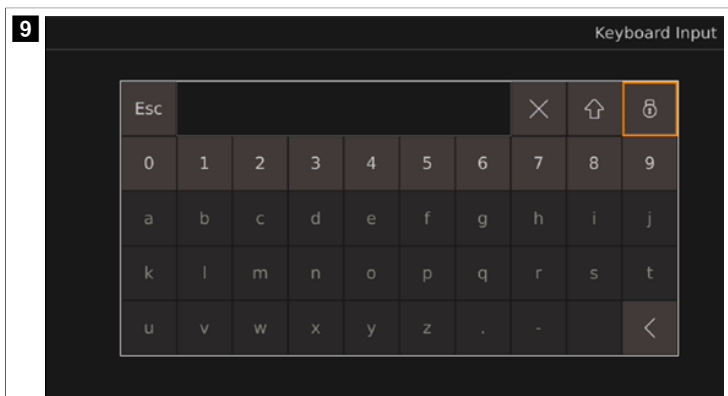 9
Keyboard Input
Esc
0 1 2 3 4 5 6 7 8 9
a b c d e f g h i j
k l m n o p q r s t
u v w x y z . -